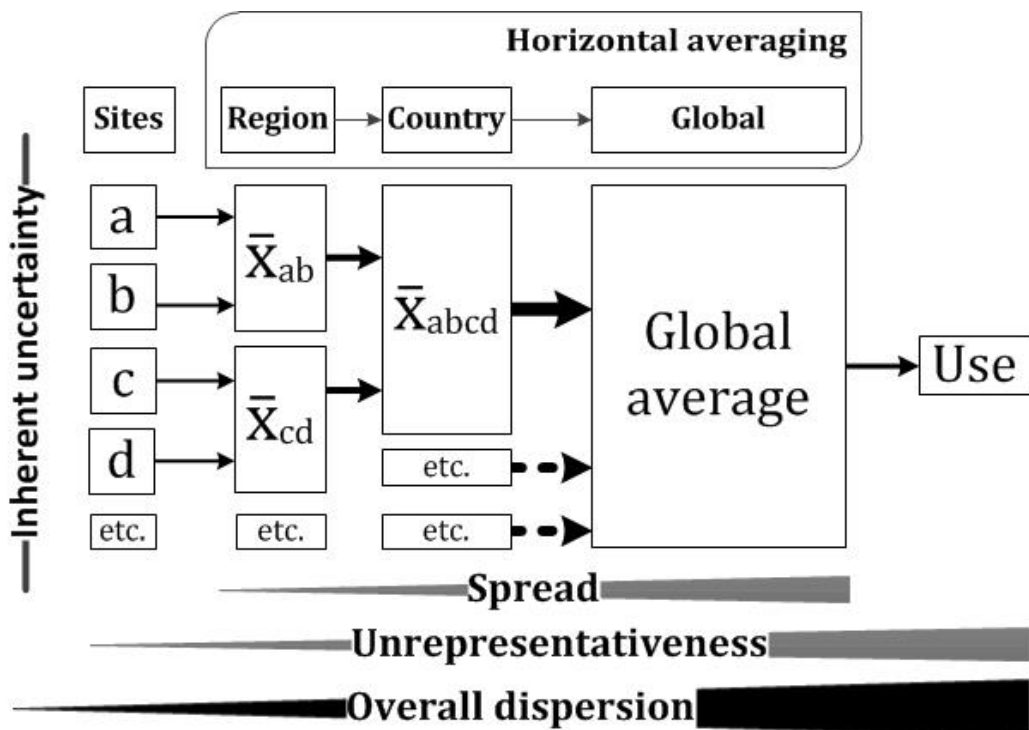 Horizontal averaging
Sites
Region
Country
Global
Inherent uncertainty
a
b
c
d
etc.
X̄ab
X̄cd
etc.
X̄abcd
etc.
etc.
Global
average
Use
Spread
Unrepresentativeness
Overall dispersion